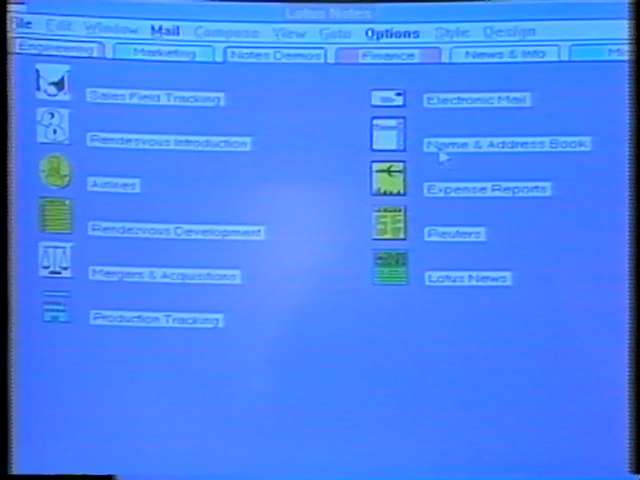 Lotus Notes
File Edit Window Mail Compose View Goto Options Style Design
Engineering Marketing Notes Demos Finance News & Info
Sales Field Tracking
Rendezvous Introduction
Airlines
Rendezvous Development
Mergers & Acquisitions
Production Tracking
Electronic Mail
Name & Address Book
Expense Reports
Reuters
Lotus News